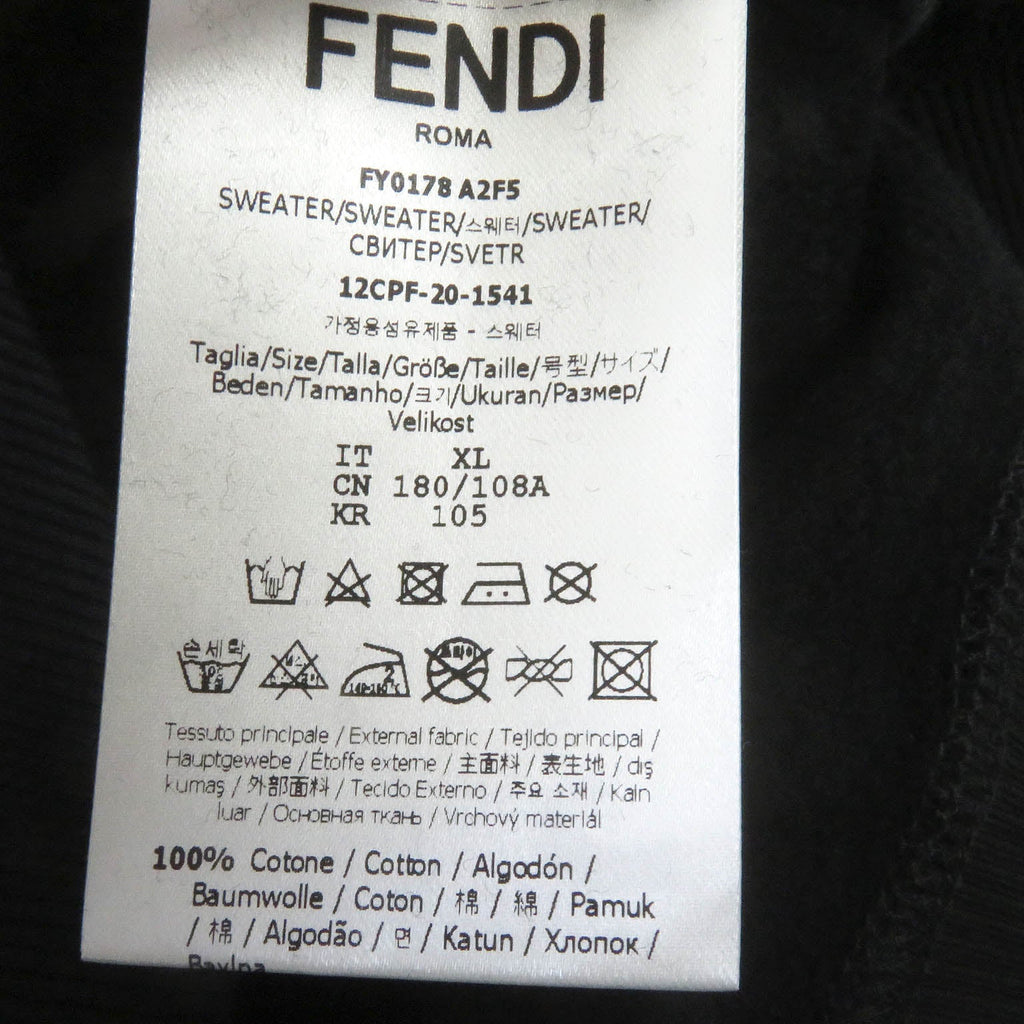 FENDI
ROMA
FY0178 A2F5
SWEATER/SWEATER/스웨터/SWEATER/
СВИТЕР/SVETR
12CPF-20-1541
가정용섬유제품 - 스웨터
Taglia/Size/Talla/Größe/Taille/号型/サイズ/
Beden/Tamanho/크기/Ukuran/Размер/
Velikost
IT XL
CN 180/108A
KR 105
손세탁
2
Tessuto principale / External fabric / Tejido principal /
Hauptgewebe / Étoffe externe / 主面料 / 表生地 / dış
kumaş / 外部面料 / Tecido Externo / 주요 소재 / Kain
luar / Основная ткань / Vrchový materiál
100% Cotone / Cotton / Algodón /
Baumwolle / Coton / 棉 / 綿 / Pamuk
/ 棉 / Algodão / 면 / Katun / Хлопок /
Bavlna